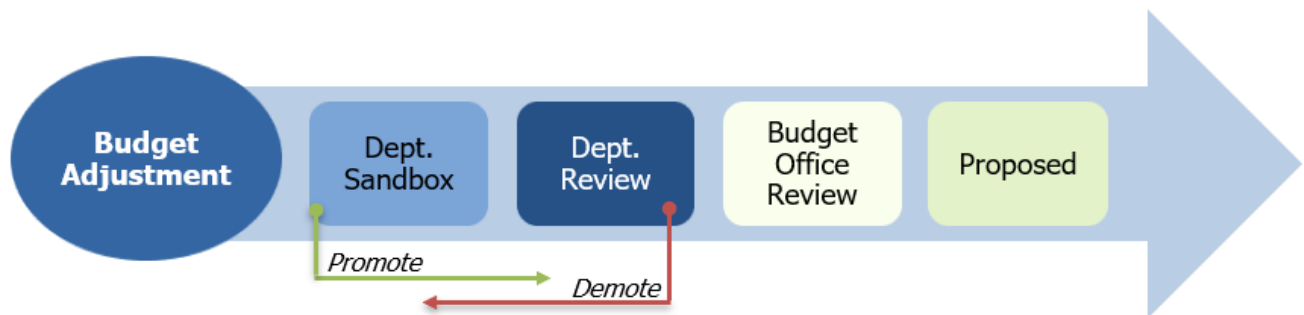 Budget
Adjustment
Dept.
Sandbox
Dept.
Review
Budget
Office
Review
Proposed
Promote
Demote